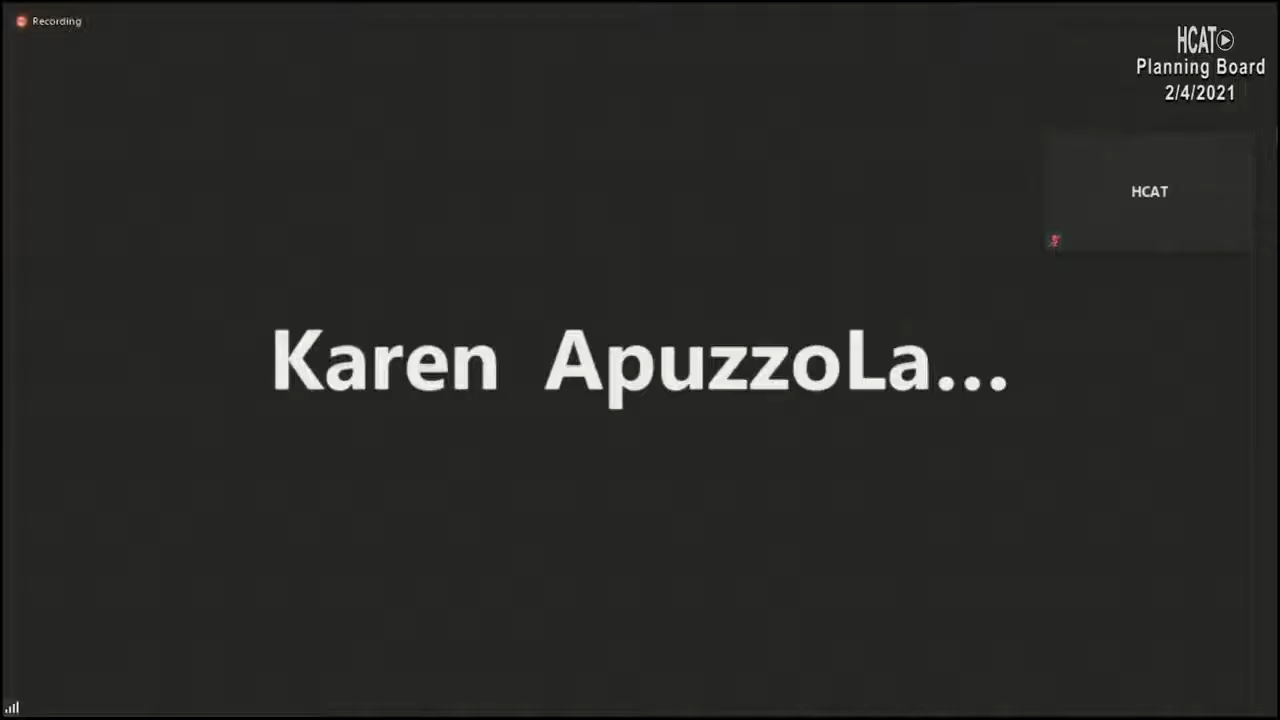 Recording
HCAT
Planning Board
2/4/2021
HCAT
Karen ApuzzoLa...